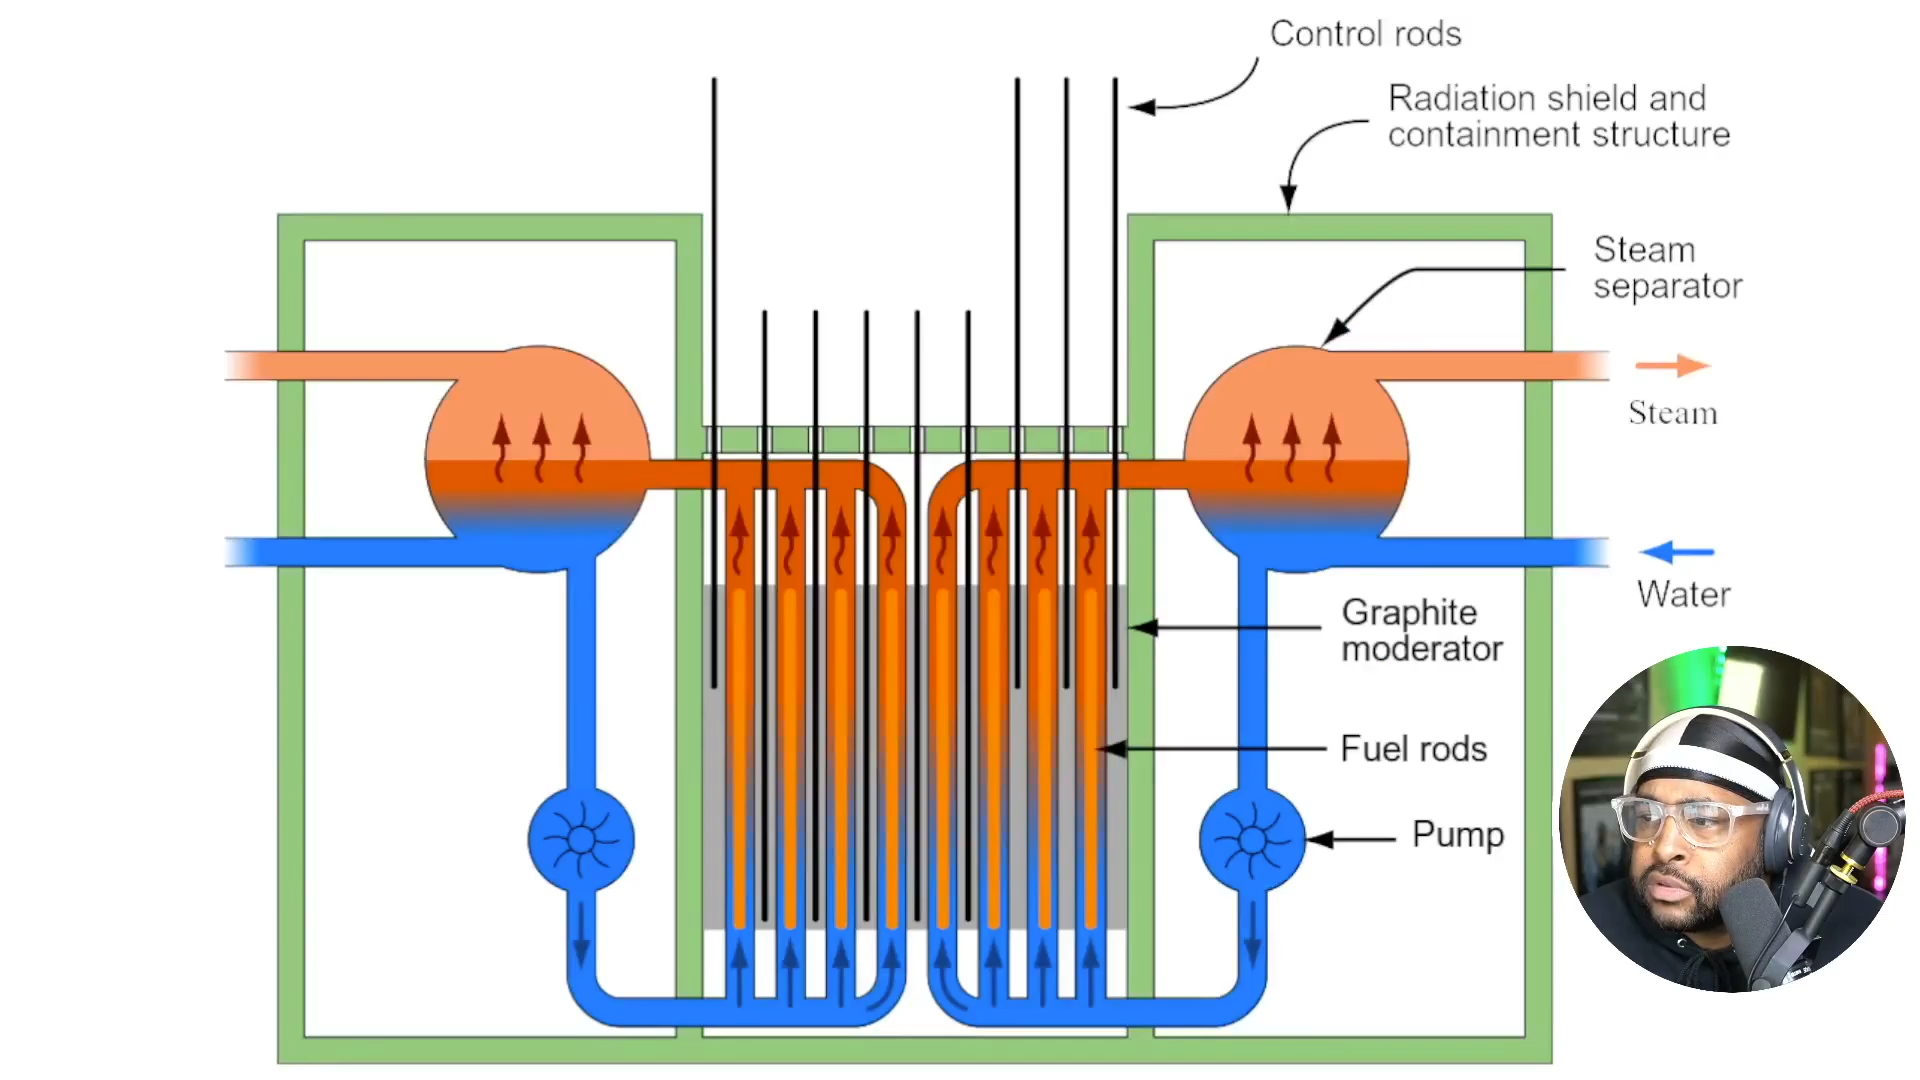 Control rods
Radiation shield and
containment structure
Steam
separator
Steam
Water
Graphite
moderator
Fuel rods
Pump